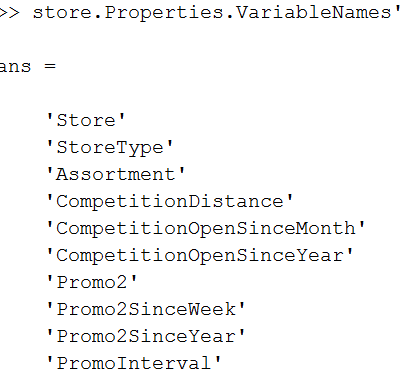 >> store.Properties.VariableNames'
ans =
'Store'
'StoreType'
'Assortment'
'CompetitionDistance'
'CompetitionOpenSinceMonth'
'CompetitionOpenSinceYear'
'Promo2'
'Promo2SinceWeek'
'Promo2SinceYear'
'PromoInterval'